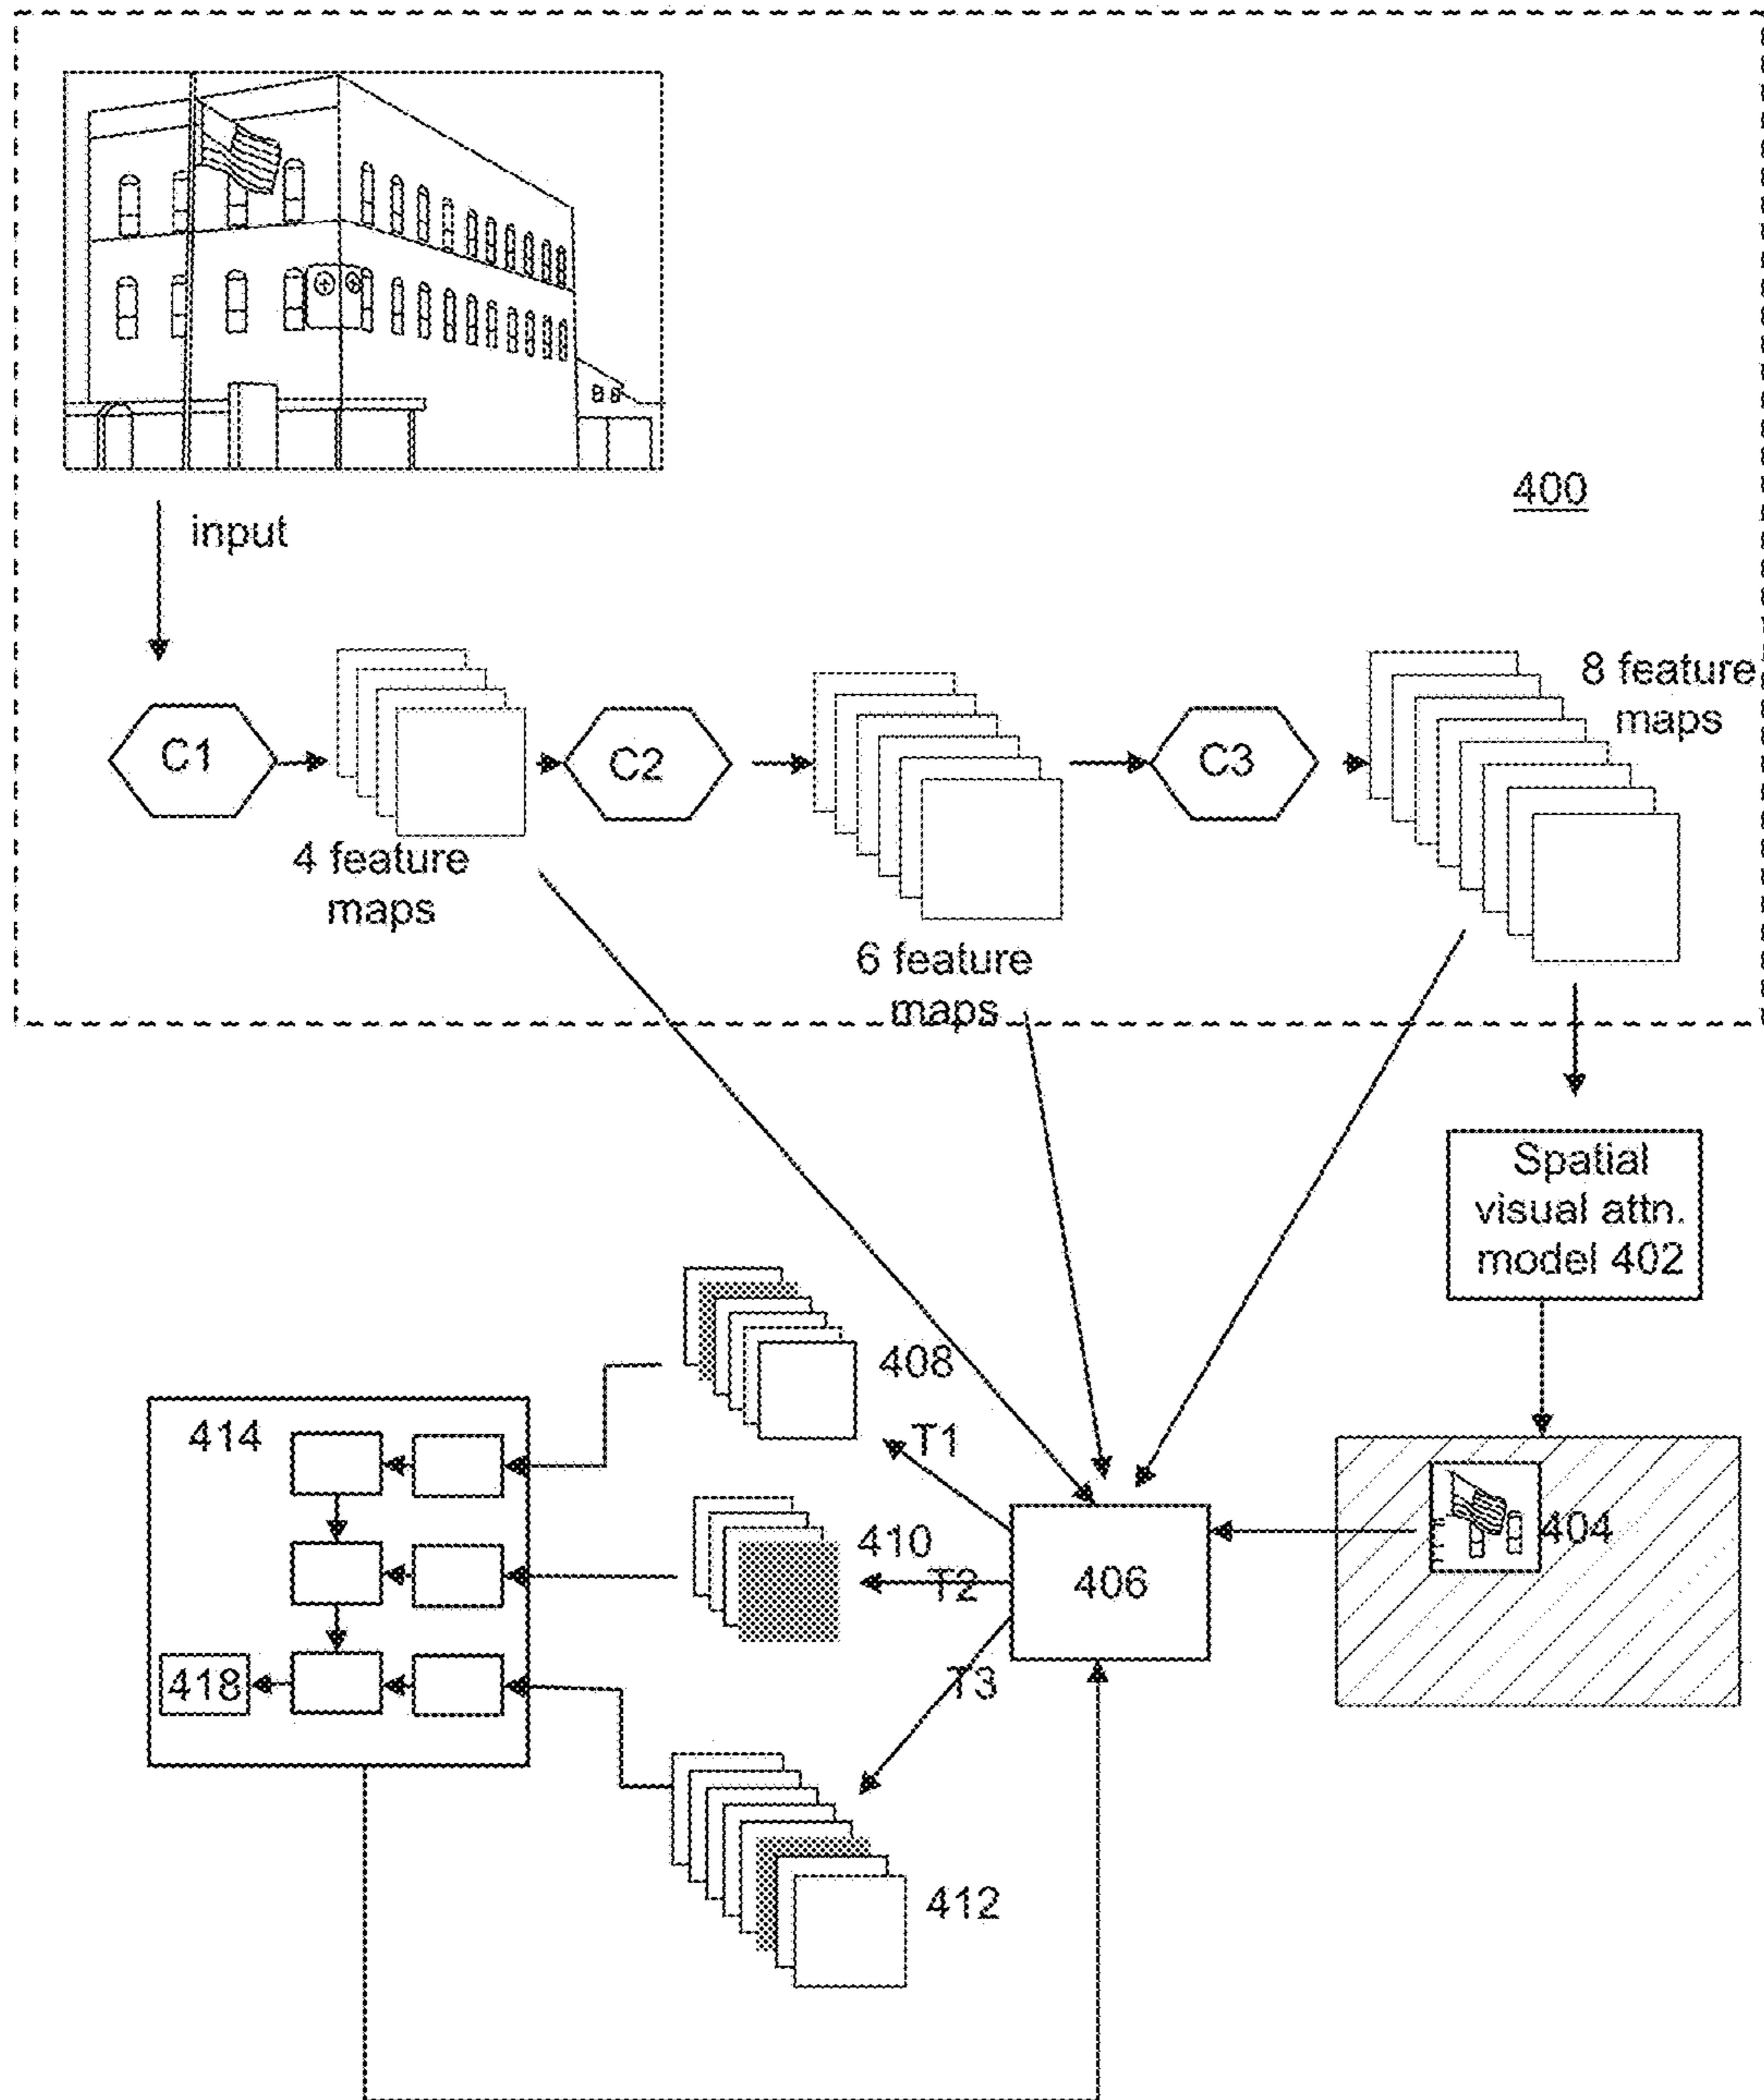 400
input
C1
C2
C3
8 feature
maps
4 feature
maps
6 feature
maps
Spatial
visual attn.
model 402
408
T1
414
410
T2
406
404
418
T3
412